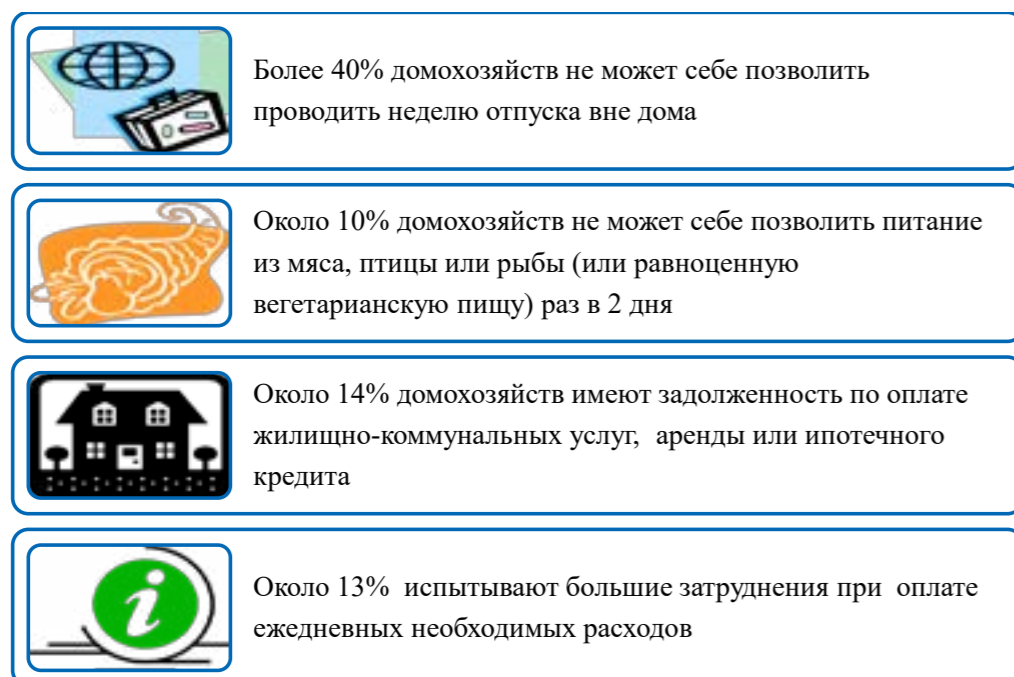 Более 40% домохозяйств не может себе позволить
проводить неделю отпуска вне дома
Около 10% домохозяйств не может себе позволить питание
из мяса, птицы или рыбы (или равноценную
вегетарианскую пищу) раз в 2 дня
Около 14% домохозяйств имеют задолженность по оплате
жилищно-коммунальных услуг, аренды или ипотечного
кредита
Около 13% испытывают большие затруднения при оплате
ежедневных необходимых расходов